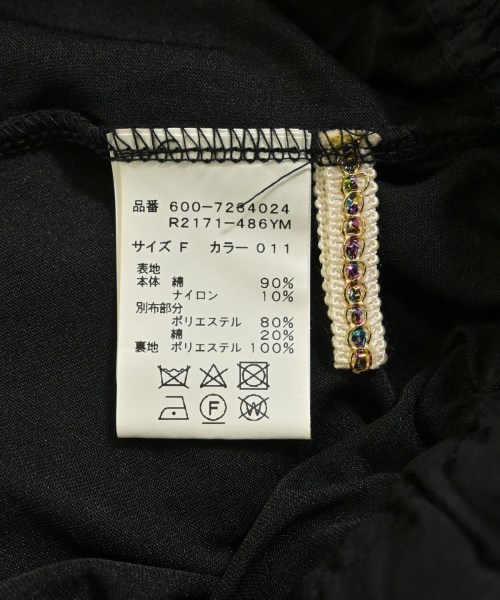 品番 600-7264024
R2171-486YM
サイズ F カラー 011
表地
本体 綿 90%
ナイロン 10%
別布部分
ポリエステル 80%
綿 20%
裏地 ポリエステル 100%
F W